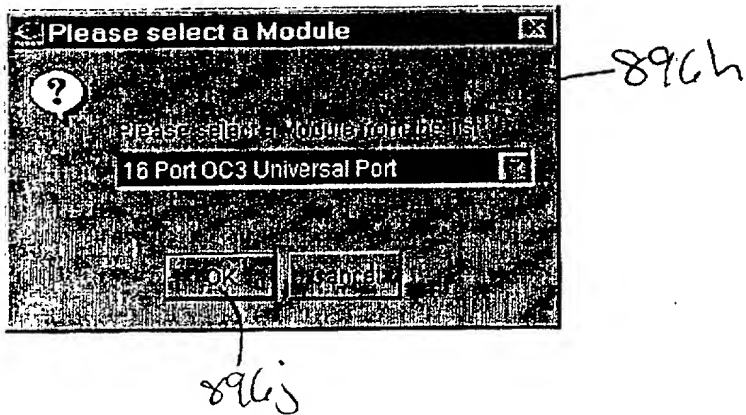 Please select a Module
896h
?
Please select a Module from the list
16 Port OC3 Universal Port
OK Cancel
896j